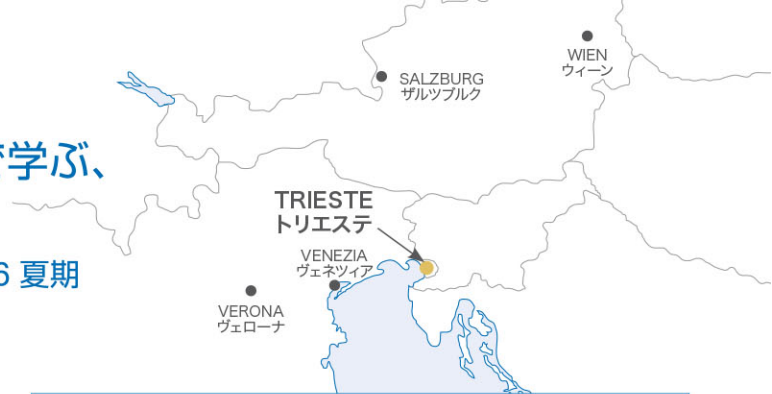 WIEN
ウィーン
SALZBURG
ザルツブルク
で学ぶ、
TRIESTE
トリエステ
VENEZIA
ヴェネツィア
6 夏期
VERONA
ヴェローナ